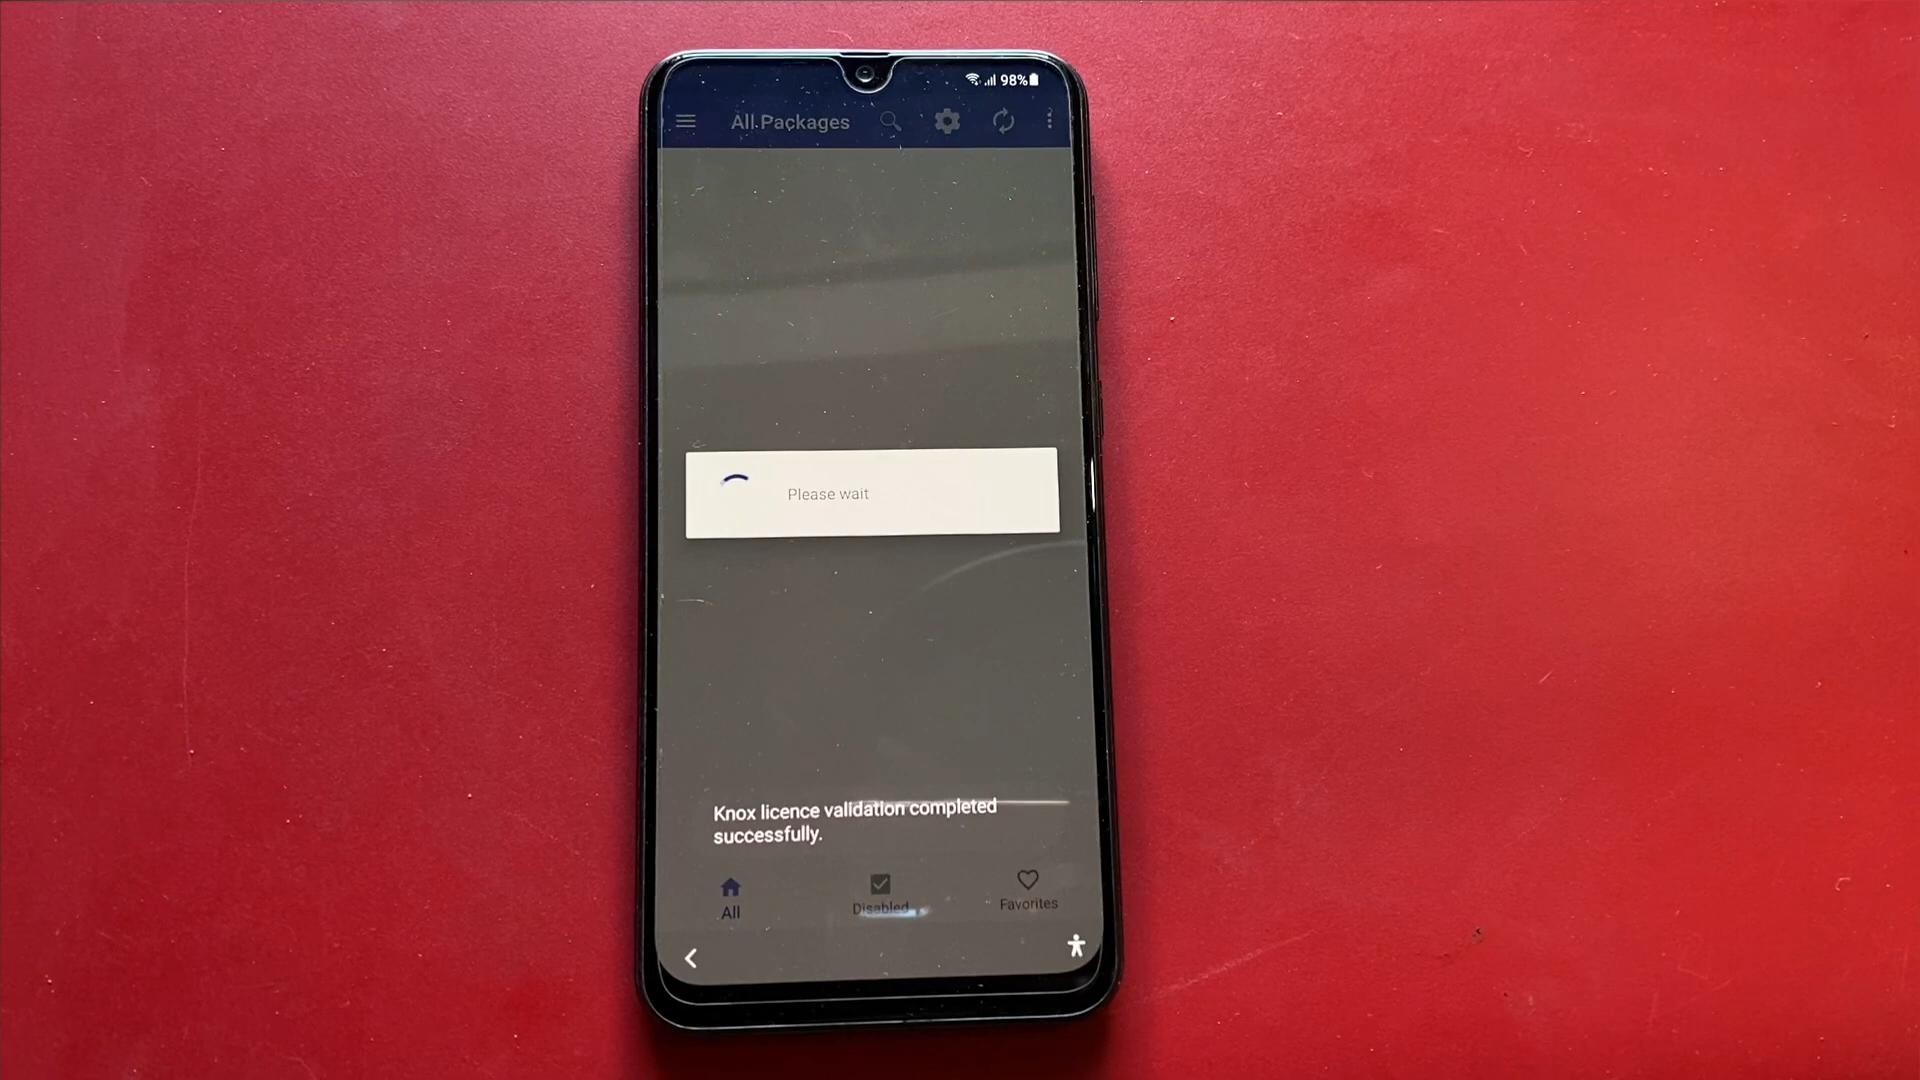 98%
All Packages
Please wait
Knox licence validation completed
successfully.
All
Disabled
Favorites